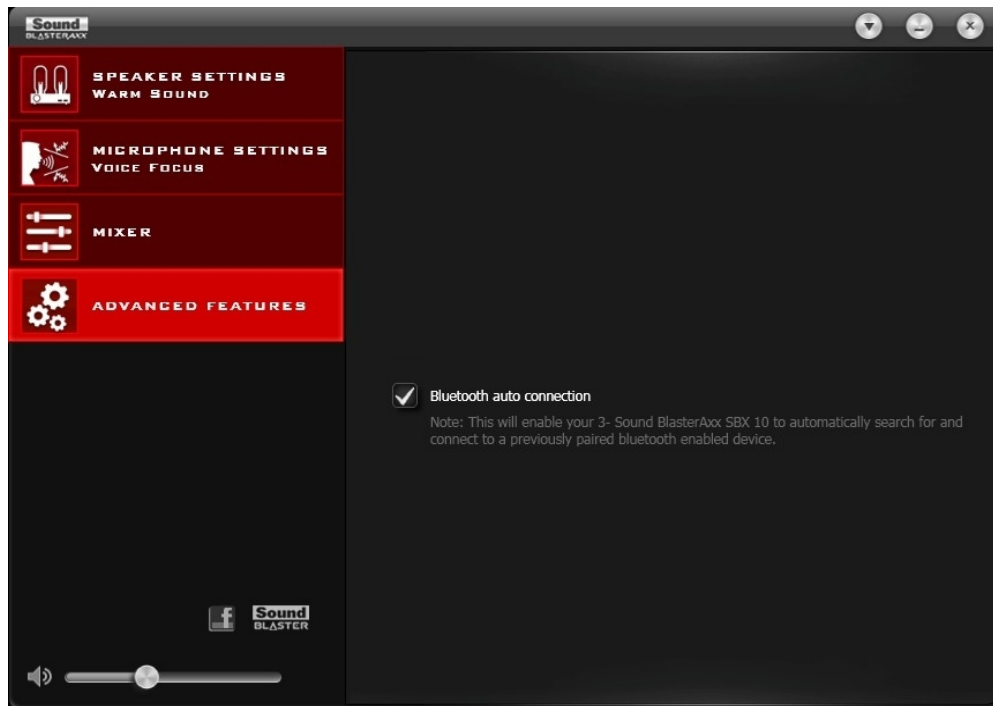 Sound
BLASTERAXX
SPEAKER SETTINGS
WARM SOUND
MICROPHONE SETTINGS
VOICE FOCUS
MIXER
ADVANCED FEATURES
Bluetooth auto connection
Note: This will enable your 3- Sound BlasterAxx SBX 10 to automatically search for and
connect to a previously paired bluetooth enabled device.
f
Sound
BLASTER